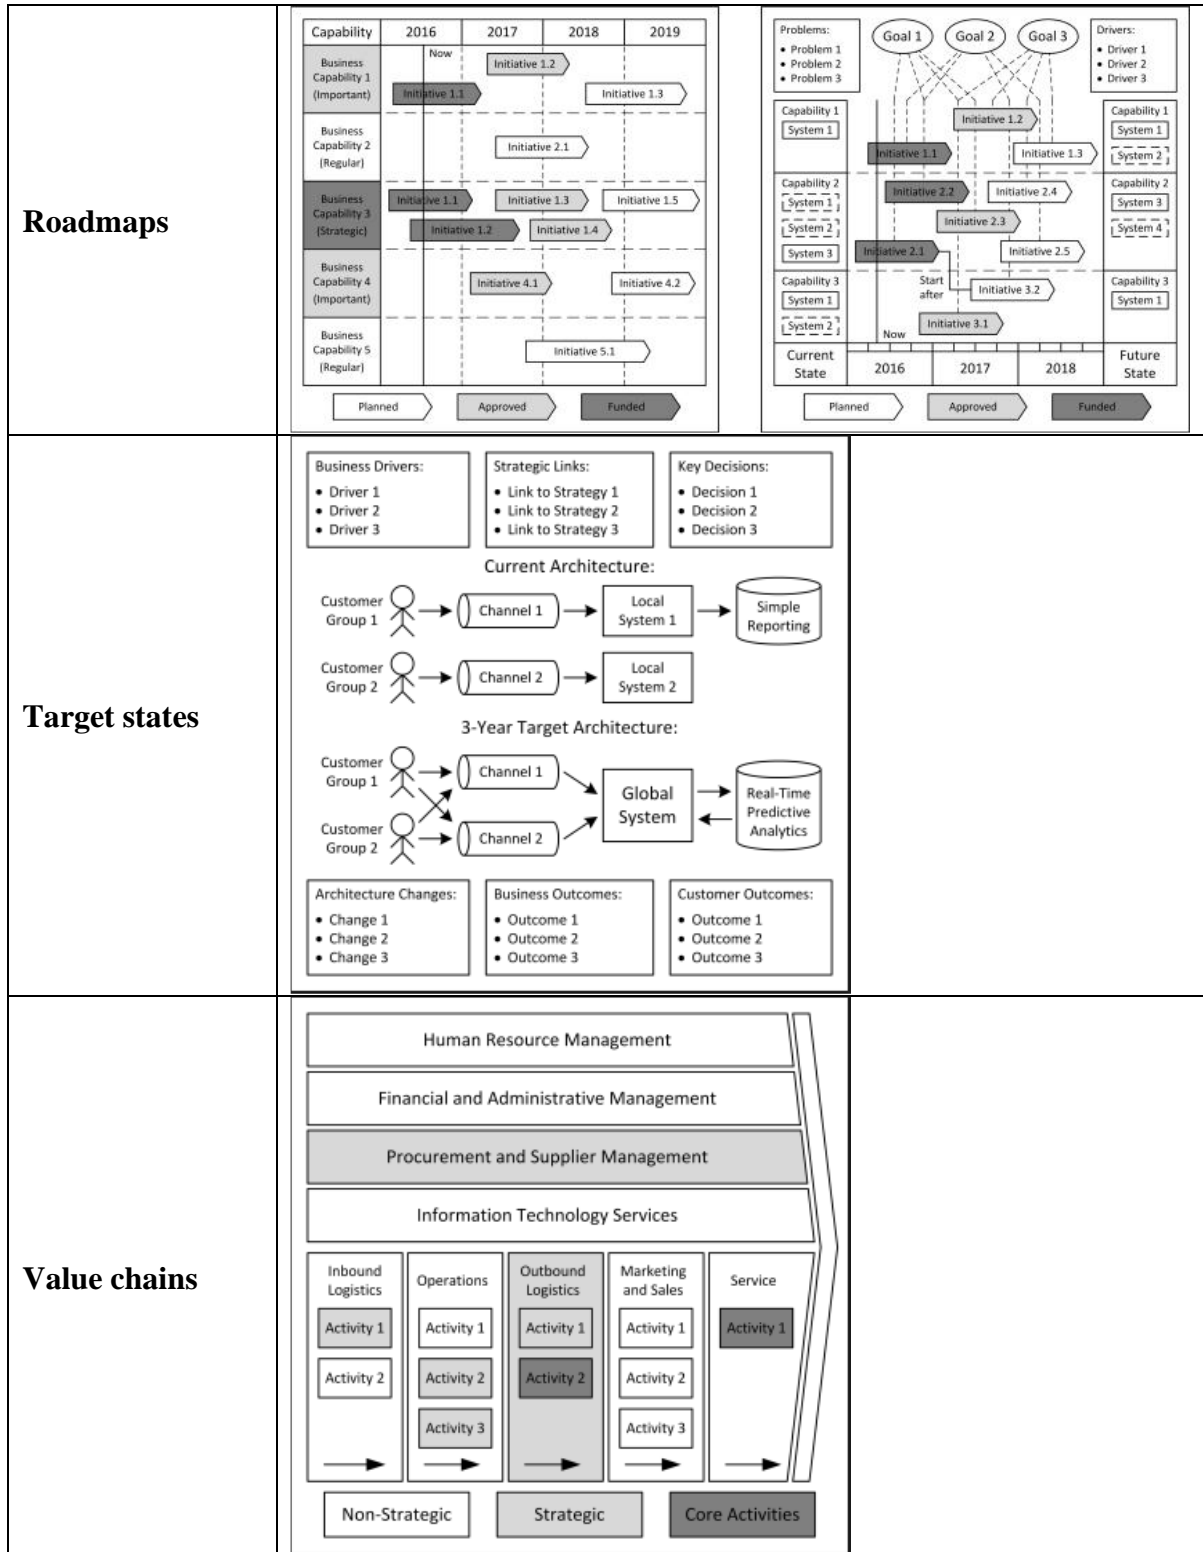 Roadmaps
Capability 2016 2017 2018 2019
Now
Business
Capability 1
(Important)
Initiative 1.2
Initiative 1.1
Initiative 1.3
Business
Capability 2
(Regular)
Initiative 2.1
Business
Capability 3
(Strategic)
Initiative 1.1
Initiative 1.3
Initiative 1.5
Initiative 1.2
Initiative 1.4
Business
Capability 4
(Important)
Initiative 4.1
Initiative 4.2
Business
Capability 5
(Regular)
Initiative 5.1
Planned
Approved
Funded
Problems:
• Problem 1
• Problem 2
• Problem 3
Goal 1
Goal 2
Goal 3
Drivers:
• Driver 1
• Driver 2
• Driver 3
Capability 1
System 1
Initiative 1.2
Initiative 1.1
Initiative 1.3
Capability 1
System 1
System 2
Capability 2
System 1
System 2
System 3
Initiative 2.2
Initiative 2.4
Initiative 2.3
Initiative 2.1
Initiative 2.5
Capability 2
System 3
System 4
Capability 3
System 1
System 2
Start
after
Initiative 3.2
Initiative 3.1
Now
Capability 3
System 1
Current
State
2016
2017
2018
Future
State
Planned
Approved
Funded
Target states
Business Drivers:
• Driver 1
• Driver 2
• Driver 3
Strategic Links:
• Link to Strategy 1
• Link to Strategy 2
• Link to Strategy 3
Key Decisions:
• Decision 1
• Decision 2
• Decision 3
Current Architecture:
Customer
Group 1
Channel 1
Local
System 1
Simple
Reporting
Customer
Group 2
Channel 2
Local
System 2
3-Year Target Architecture:
Customer
Group 1
Channel 1
Customer
Group 2
Channel 2
Global
System
Real-Time
Predictive
Analytics
Architecture Changes:
• Change 1
• Change 2
• Change 3
Business Outcomes:
• Outcome 1
• Outcome 2
• Outcome 3
Customer Outcomes:
• Outcome 1
• Outcome 2
• Outcome 3
Value chains
Human Resource Management
Financial and Administrative Management
Procurement and Supplier Management
Information Technology Services
Inbound
Logistics
Activity 1
Activity 2
Operations
Activity 1
Activity 2
Activity 3
Outbound
Logistics
Activity 1
Activity 2
Marketing
and Sales
Activity 1
Activity 2
Activity 3
Service
Activity 1
Non-Strategic
Strategic
Core Activities